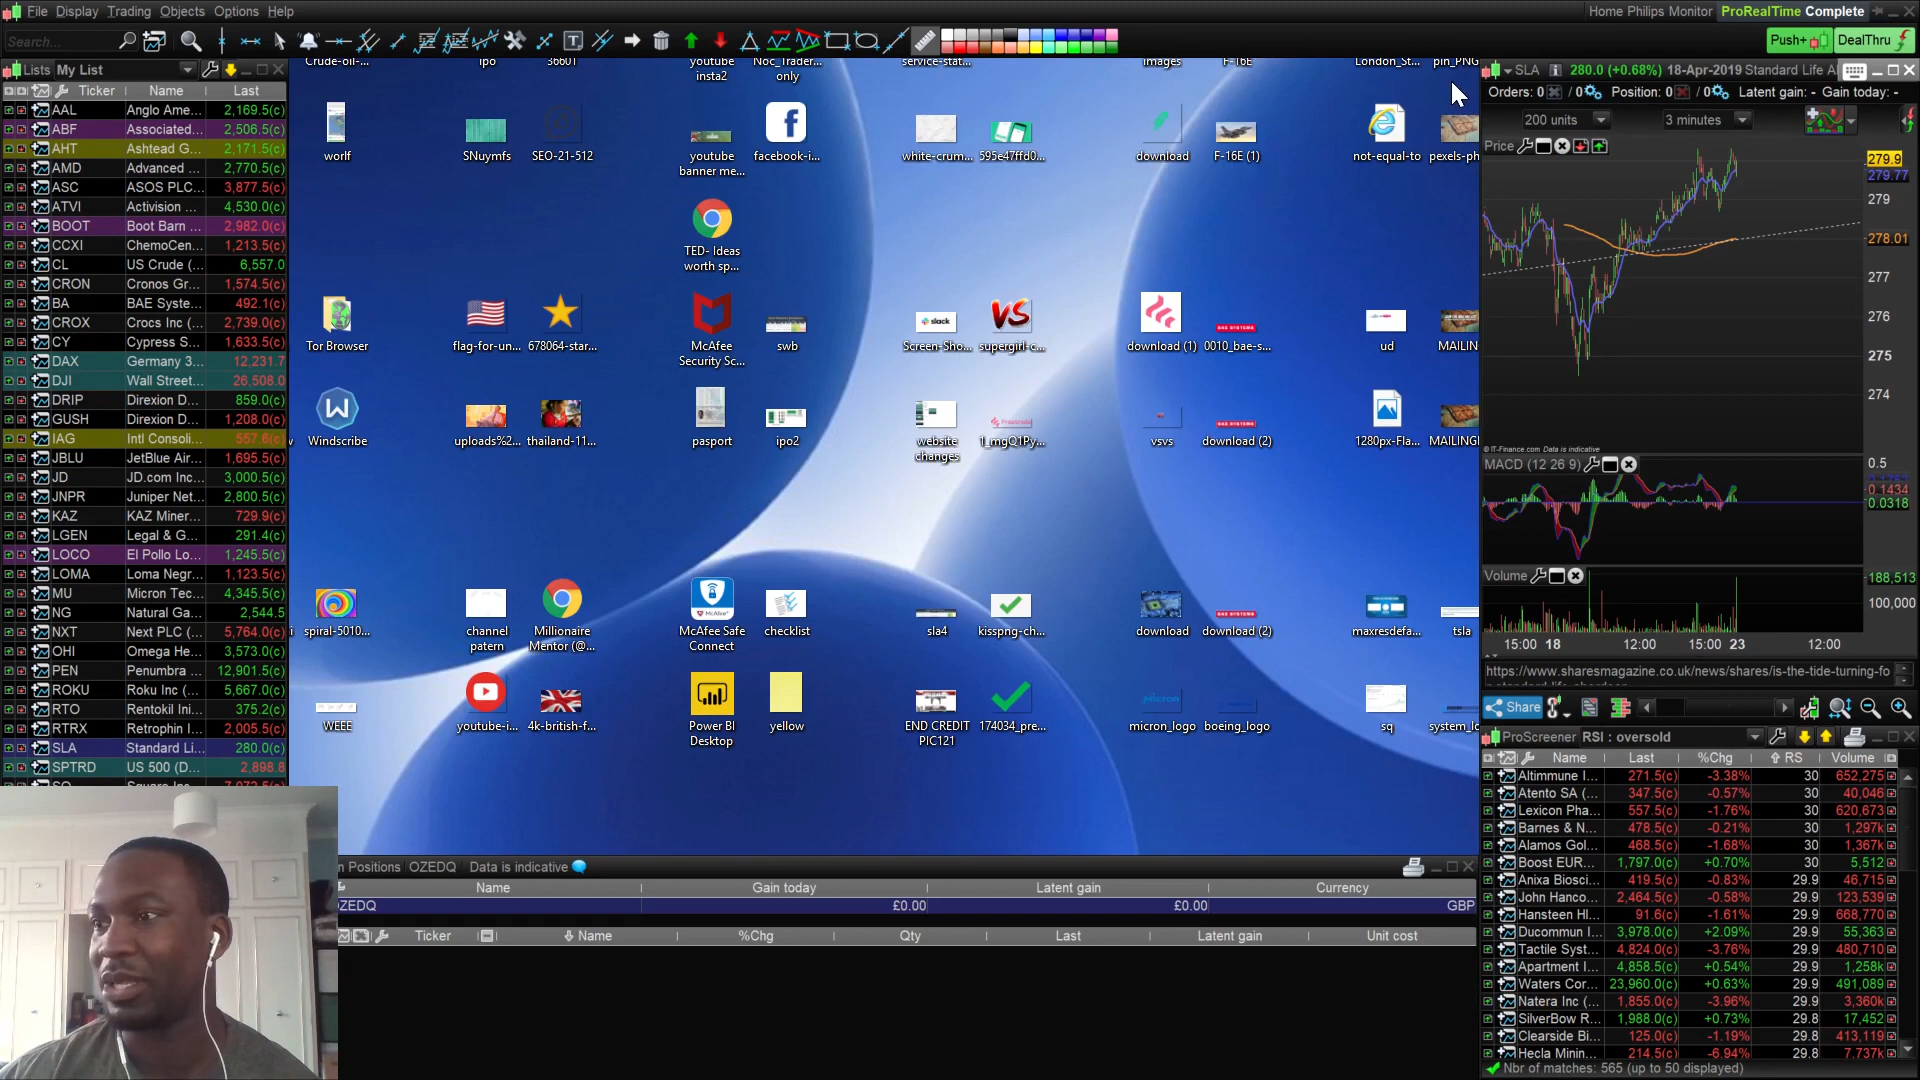 File Display Trading Objects Options Help
Home Philips Monitor ProRealTime Complete
Search...
Push+ DealThru
Lists My List
Ticker Name Last
AAL Anglo Ame... 2,169.5(c)
ABF Associated... 2,506.5(c)
AHT Ashtead G... 2,171.5(c)
AMD Advanced ... 2,770.5(c)
ASC ASOS PLC... 3,877.5(c)
ATVI Activision ... 4,530.0(c)
BOOT Boot Barn ... 2,982.0(c)
CCXI ChemoCen... 1,213.5(c)
CL US Crude (... 6,557.0
CRON Cronos Gr... 1,574.5(c)
BA BAE Syste... 492.1(c)
CROX Crocs Inc (... 2,739.0(c)
CY Cypress S... 1,633.5(c)
DAX Germany 3... 12,231.7
DJI Wall Street... 26,508.0
DRIP Direxion D... 859.0(c)
GUSH Direxion D... 1,208.0(c)
IAG Intl Consoli... 557.6(c)
JBLU JetBlue Air... 1,695.5(c)
JD JD.com Inc... 3,000.5(c)
JNPR Juniper Net... 2,800.5(c)
KAZ KAZ Miner... 729.9(c)
LGEN Legal & G... 291.4(c)
LOCO El Pollo Lo... 1,245.5(c)
LOMA Loma Negr... 1,123.5(c)
MU Micron Tec... 4,345.5(c)
NG Natural Ga... 2,544.5
NXT Next PLC (... 5,764.0(c)
OHI Omega He... 3,573.0(c)
PEN Penumbra ... 12,901.5(c)
ROKU Roku Inc (... 5,667.0(c)
RTO Rentokil Ini... 375.2(c)
RTRX Retrophin I... 2,005.5(c)
SLA Standard Li... 280.0(c)
SPTRD US 500 (D... 2,898.8
Crude-oil-... ipo 36601 youtube insta2 Noc_Trader... only service-stat... images F-16E London_St... pin_PNG
worlf SNuymfs SEO-21-512 youtube banner me... facebook-i... white-crum... 595e47ffd0... download F-16E (1) not-equal-to pexels-ph
TED- Ideas worth sp...
Tor Browser flag-for-un... 678064-star... McAfee Security Sc... swb Screen-Sho... supergirl-c... download (1) 0010_bae-s... ud MAILIN
slack
VS
BAE SYSTEMS
Windscribe uploads%2... thailand-11... pasport ipo2 website changes 1_mgQ1Py... vsvs download (2) 1280px-Fla... MAILINGI
spiral-5010... channel patern Millionaire Mentor (@... McAfee Safe Connect checklist sla4 kisspng-ch... download download (2) maxresdefa... tsla
McAfee
BAE SYSTEMS
WEEE youtube-i... 4k-british-f... Power BI Desktop yellow END CREDIT PIC121 174034_pre... micron_logo boeing_logo sq system_lo
n Positions OZEDQ Data is indicative
Name Gain today Latent gain Currency
ZEDQ £0.00 £0.00 GBP
Ticker Name %Chg Qty Last Latent gain Unit cost
SLA 280.0 (+0.68%) 18-Apr-2019 Standard Life A
Orders: 0 / 0 Position: 0 / 0 Latent gain: - Gain today: -
200 units 3 minutes
Price
279.9
279.77
279
278.01
277
276
275
274
© IT-Finance.com Data is indicative
MACD (12 26 9)
0.5
0.1434
0.0318
Volume
188,513
100,000
15:00 18 12:00 15:00 23 12:00
https://www.sharesmagazine.co.uk/news/shares/is-the-tide-turning-fo
Share
ProScreener RSI : oversold
Name Last %Chg RS Volume
Altimmune I... 271.5(c) -3.38% 30 652,275
Atento SA (... 347.5(c) -0.57% 30 40,046
Lexicon Pha... 557.5(c) -1.76% 30 620,673
Barnes & N... 478.5(c) -0.21% 30 1,297k
Alamos Gol... 468.5(c) -1.68% 30 1,367k
Boost EUR... 1,797.0(c) +0.70% 30 5,512
Anixa Biosci... 419.5(c) -0.83% 29.9 46,715
John Hanco... 2,464.5(c) -0.58% 29.9 123,539
Hansteen Hl... 91.6(c) -1.61% 29.9 668,770
Ducommun I... 3,978.0(c) +2.09% 29.9 55,363
Tactile Syst... 4,824.0(c) -3.76% 29.9 480,710
Apartment I... 4,858.5(c) +0.54% 29.9 1,258k
Waters Cor... 23,960.0(c) +0.63% 29.9 491,089
Natera Inc (... 1,855.0(c) -3.96% 29.9 3,360k
SilverBow R... 1,988.0(c) +0.73% 29.8 17,452
Clearside Bi... 125.0(c) -1.19% 29.8 413,119
Hecla Minin... 214.5(c) -6.94% 29.8 7,737k
Nbr of matches: 565 (up to 50 displayed)